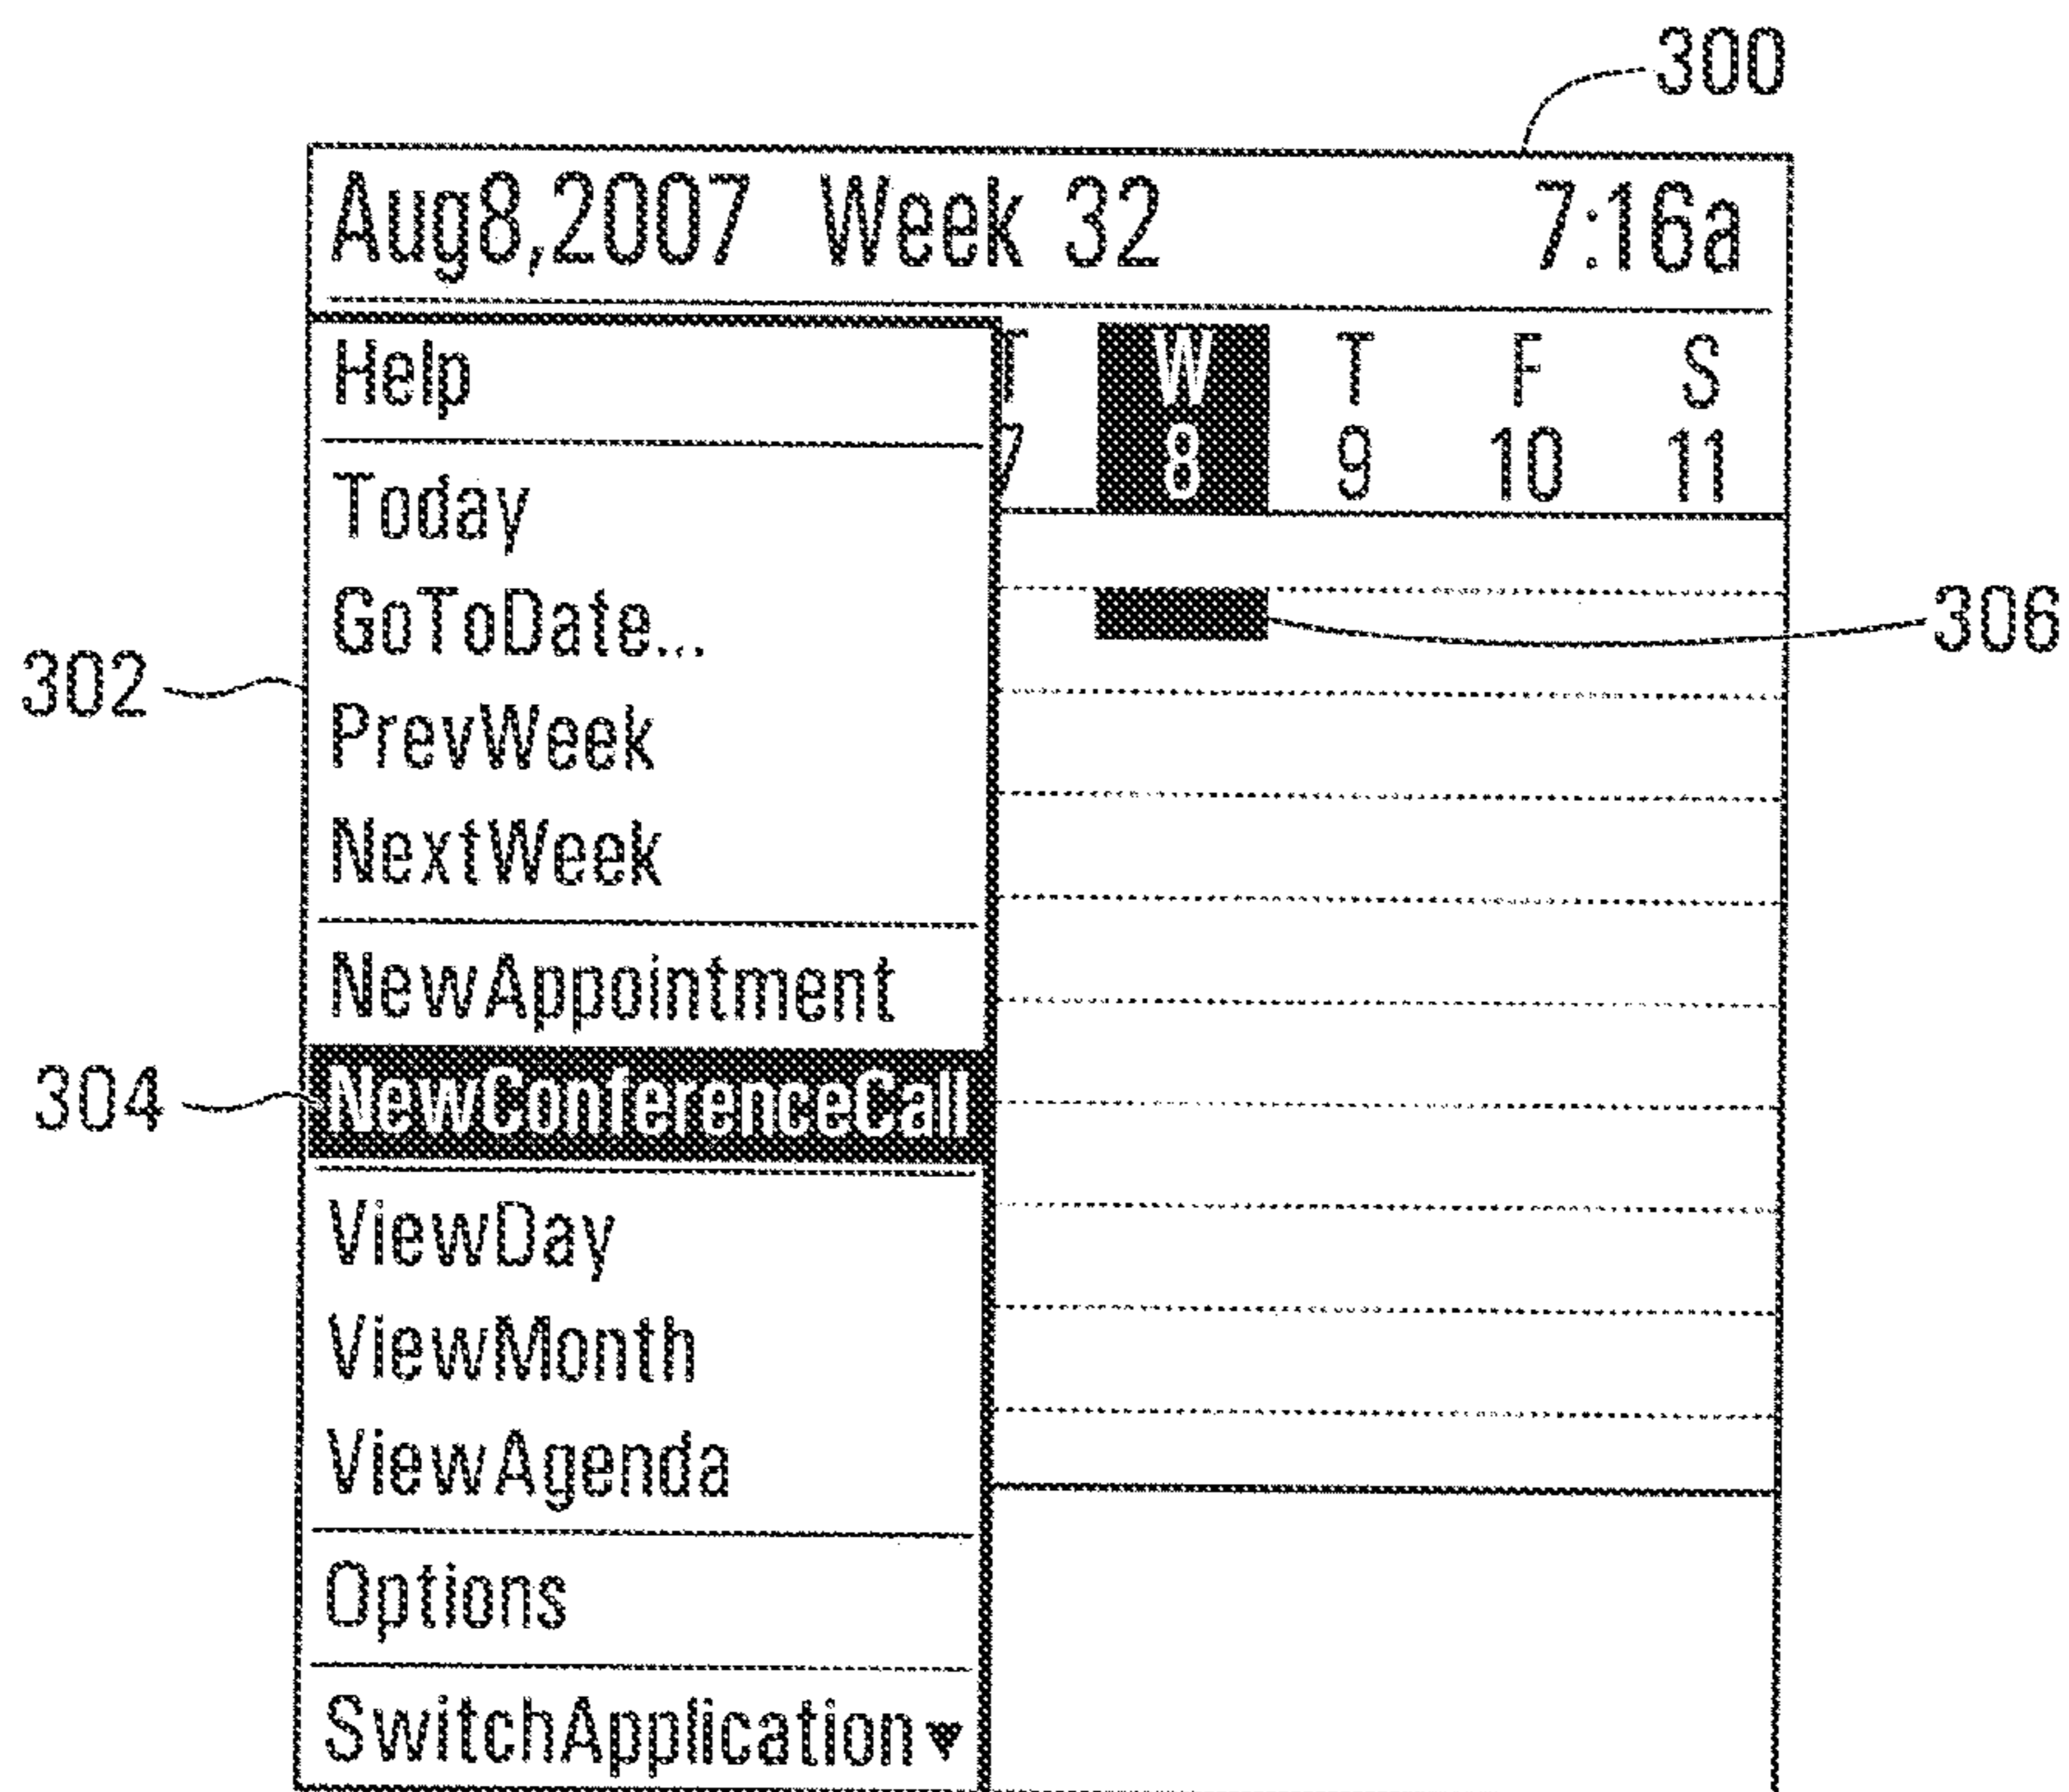 300
Aug8,2007 Week 32 7:16a
Help
T W T F S
7 8 9 10 11
Today
GoToDate...
306
302
PrevWeek
NextWeek
NewAppointment
304
NewConferenceCall
ViewDay
ViewMonth
ViewAgenda
Options
SwitchApplication